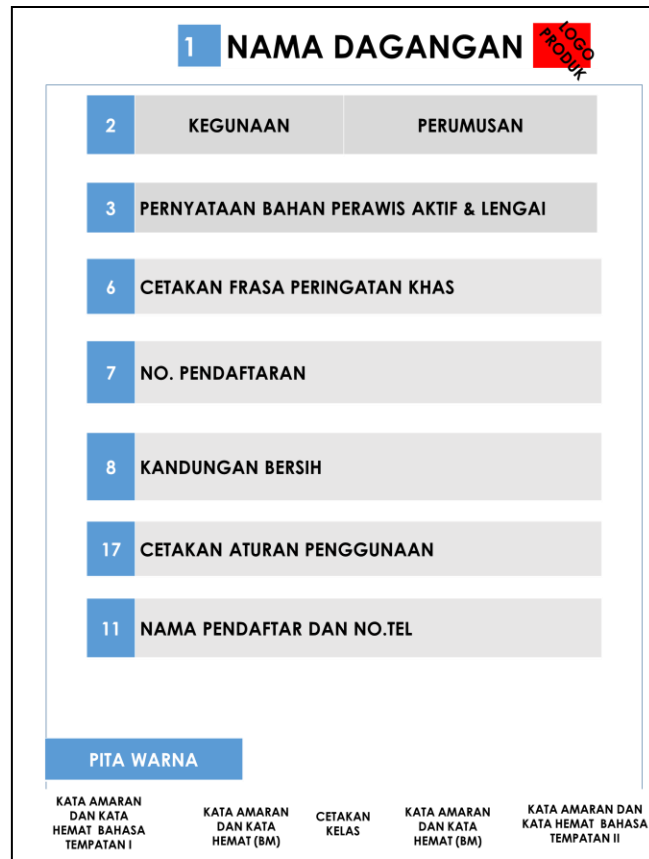 1 NAMA DAGANGAN
LOGO
PRODUK
2 KEGUNAAN PERUMUSAN
3 PERNYATAAN BAHAN PERAWIS AKTIF & LENGAI
6 CETAKAN FRASA PERINGATAN KHAS
7 NO. PENDAFTARAN
8 KANDUNGAN BERSIH
17 CETAKAN ATURAN PENGGUNAAN
11 NAMA PENDAFTAR DAN NO.TEL
PITA WARNA
KATA AMARAN
DAN KATA
HEMAT BAHASA
TEMPATAN I
KATA AMARAN
DAN KATA
HEMAT (BM)
CETAKAN
KELAS
KATA AMARAN
DAN KATA
HEMAT (BM)
KATA AMARAN DAN
KATA HEMAT BAHASA
TEMPATAN II